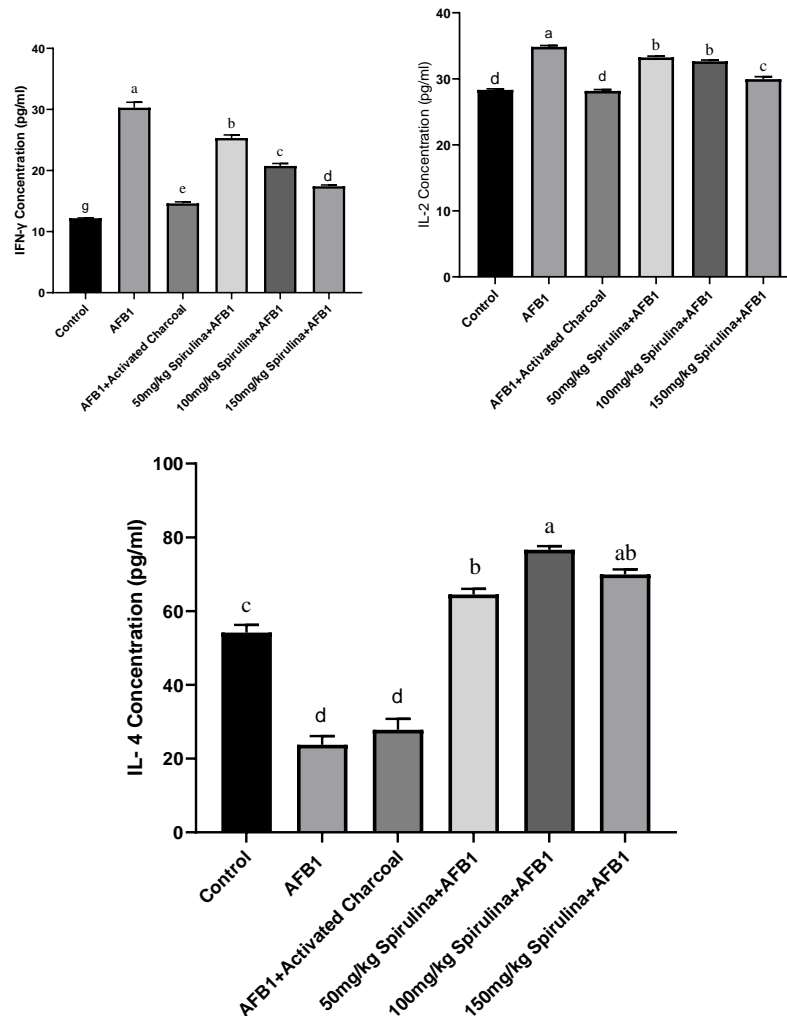 IFN-γ Concentration (pg/ml)
40
30
20
10
0
g
a
e
b
c
d
Control
AFB1
AFB1+Activated Charcoal
50mg/kg Spirulina+AFB1
100mg/kg Spirulina+AFB1
150mg/kg Spirulina+AFB1
IL-2 Concentration (pg/ml)
40
30
20
10
0
d
a
d
b
b
c
Control
AFB1
AFB1+Activated Charcoal
50mg/kg Spirulina+AFB1
100mg/kg Spirulina+AFB1
150mg/kg Spirulina+AFB1
IL- 4 Concentration (pg/ml)
100
80
60
40
20
0
c
d
d
b
a
ab
Control
AFB1
AFB1+Activated Charcoal
50mg/kg Spirulina+AFB1
100mg/kg Spirulina+AFB1
150mg/kg Spirulina+AFB1